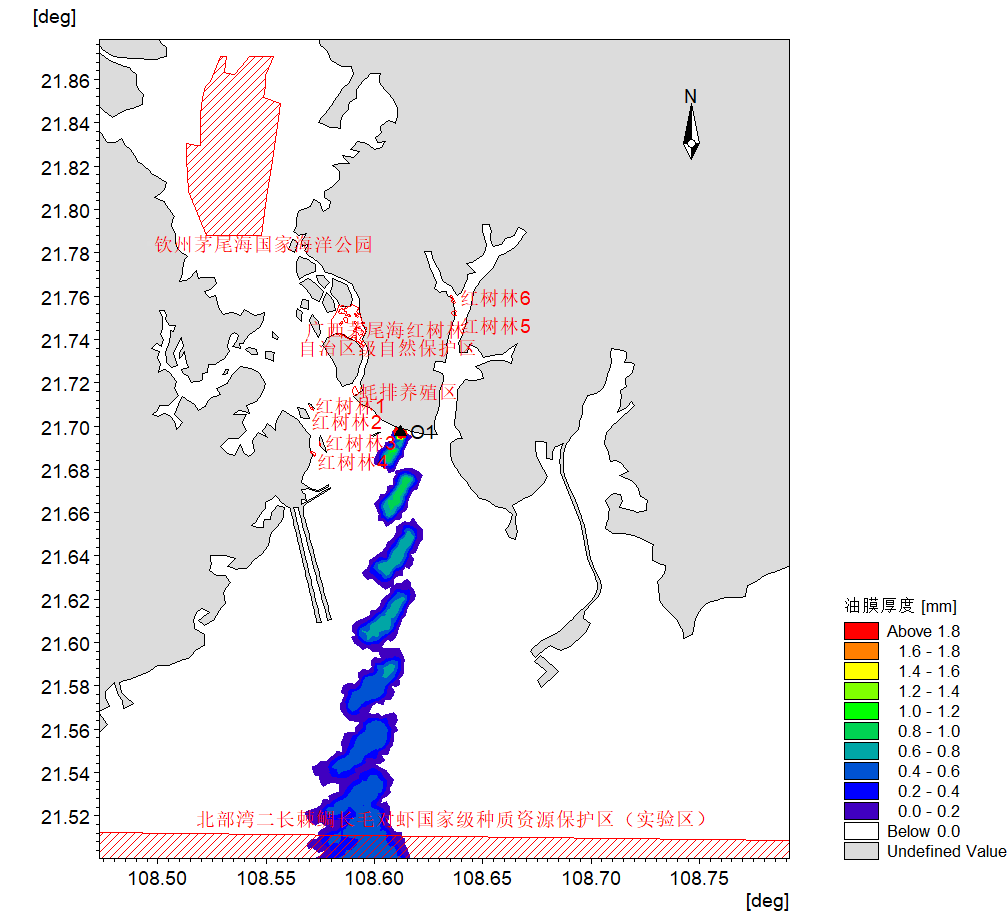 [deg]
N
21.86
21.84
21.82
21.80
21.78
21.76
21.74
21.72
21.70
21.68
21.66
21.64
21.62
21.60
21.58
21.56
21.54
21.52
钦州茅尾海国家海洋公园
红树林6
广西茅尾海红树林
红树林5
自治区级自然保护区
蚝排养殖区
红树林1
红树林2
O1
红树林3
红树林4
北部湾二长棘鲷长毛对虾国家级种质资源保护区（实验区）
108.50 108.55 108.60 108.65 108.70 108.75
[deg]
油膜厚度 [mm]
Above 1.8
1.6 - 1.8
1.4 - 1.6
1.2 - 1.4
1.0 - 1.2
0.8 - 1.0
0.6 - 0.8
0.4 - 0.6
0.2 - 0.4
0.0 - 0.2
Below 0.0
Undefined Value